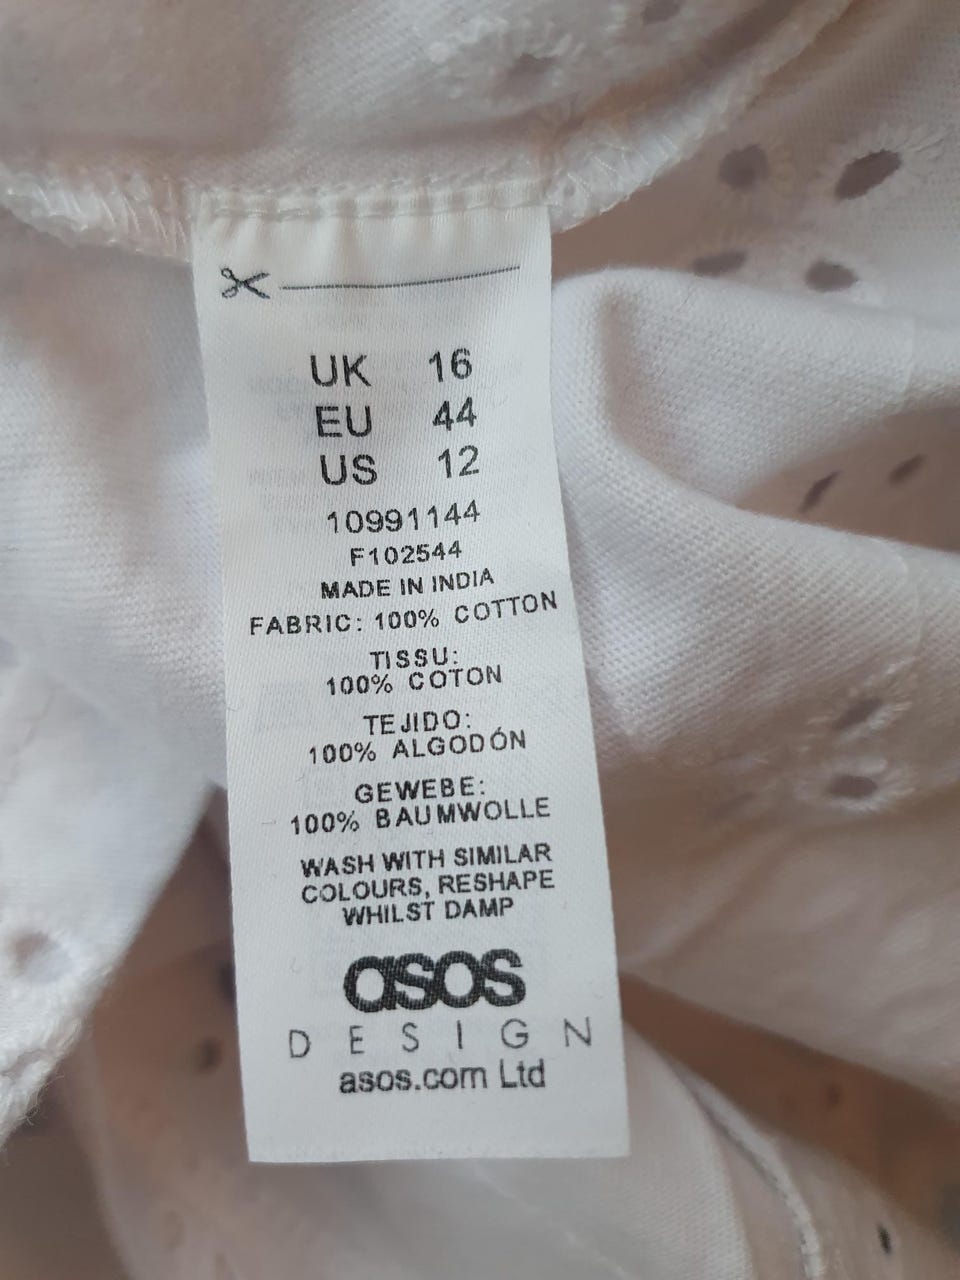 UK 16
EU 44
US 12
10991144
F102544
MADE IN INDIA
FABRIC: 100% COTTON
TISSU:
100% COTON
TEJIDO:
100% ALGODÓN
GEWEBE:
100% BAUMWOLLE
WASH WITH SIMILAR
COLOURS, RESHAPE
WHILST DAMP
asos
DESIGN
asos.com Ltd